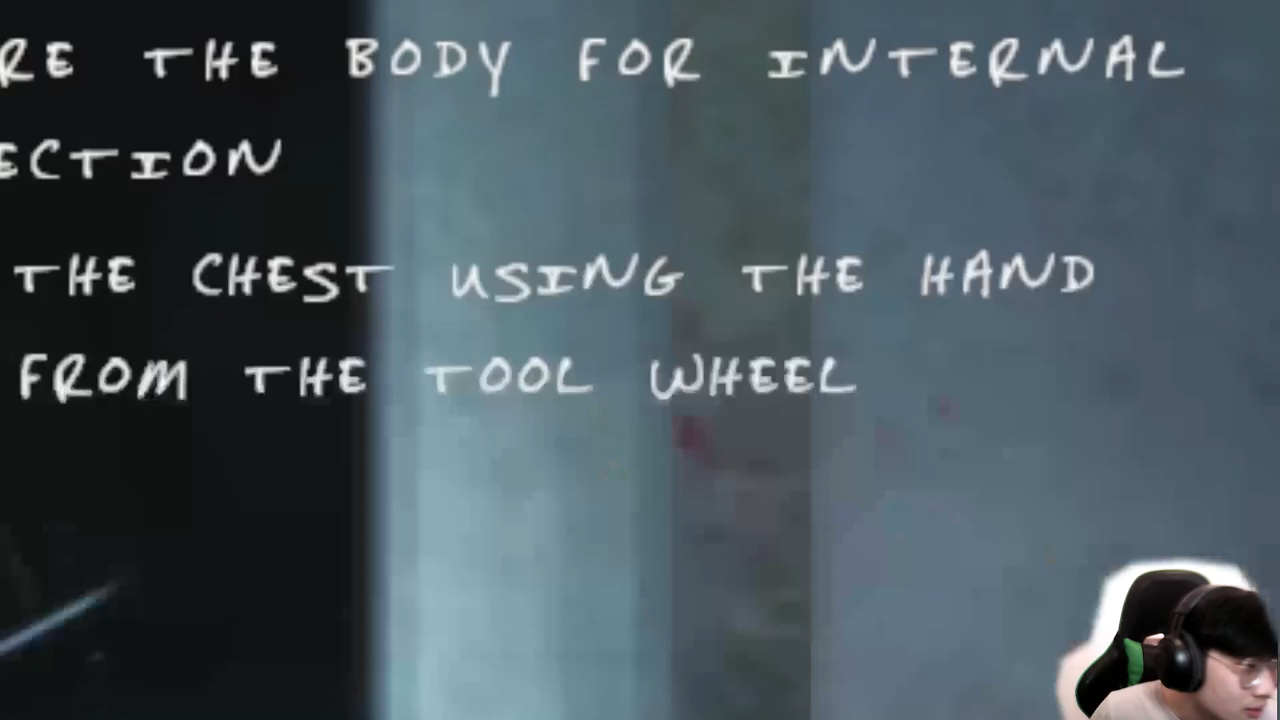 RE THE BODY FOR INTERNAL
ECTION
THE CHEST USING THE HAND
FROM THE TOOL WHEEL